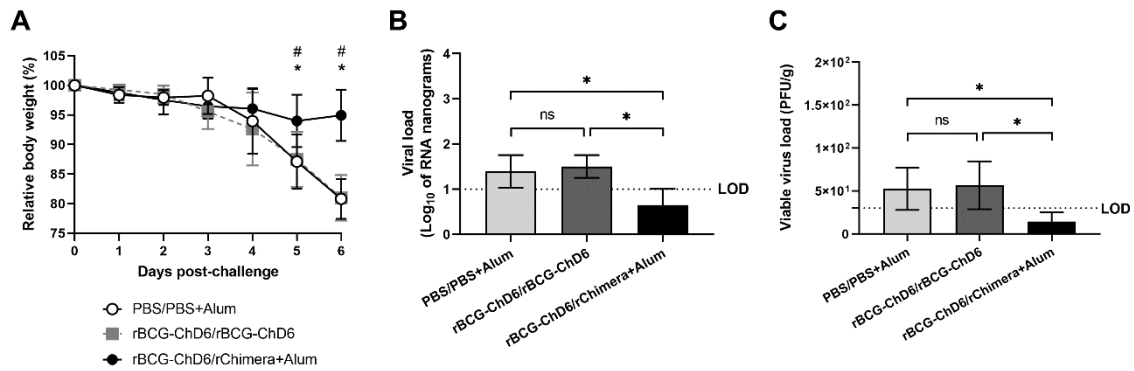 A
Relative body weight (%)
105
100
95
90
85
80
75
# #
* *
0 1 2 3 4 5 6
Days post-challenge
PBS/PBS+Alum
rBCG-ChD6/rBCG-ChD6
rBCG-ChD6/rChimera+Alum
B
Viral load
(Log10 of RNA nanograms)
4
3
2
1
0
*
ns *
LOD
PBS/PBS+Alum
rBCG-ChD6/rBCG-ChD6
rBCG-ChD6/rChimera+Alum
C
Viable virus load (PFU/g)
2×10²
1.5×10²
1×10²
5×10¹
0
*
ns *
LOD
PBS/PBS+Alum
rBCG-ChD6/rBCG-ChD6
rBCG-ChD6/rChimera+Alum